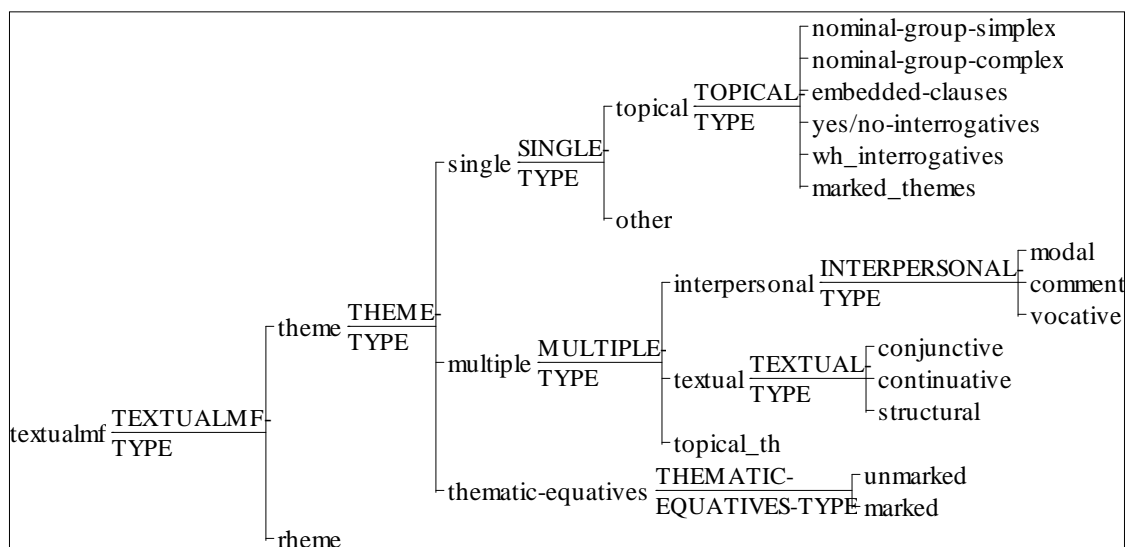 nominal-group-simplex
nominal-group-complex
topical TOPICAL embedded-clauses
TYPE yes/no-interrogatives
single SINGLE wh_interrogatives
TYPE marked_themes
other
modal
interpersonal INTERPERSONAL comment
TYPE vocative
theme THEME
TYPE
multiple MULTIPLE conjunctive
TYPE textual TEXTUAL continuative
TYPE structural
textualmf TEXTUALMF topical_th
TYPE
thematic-equatives THEMATIC- unmarked
EQUATIVES-TYPE marked
rheme